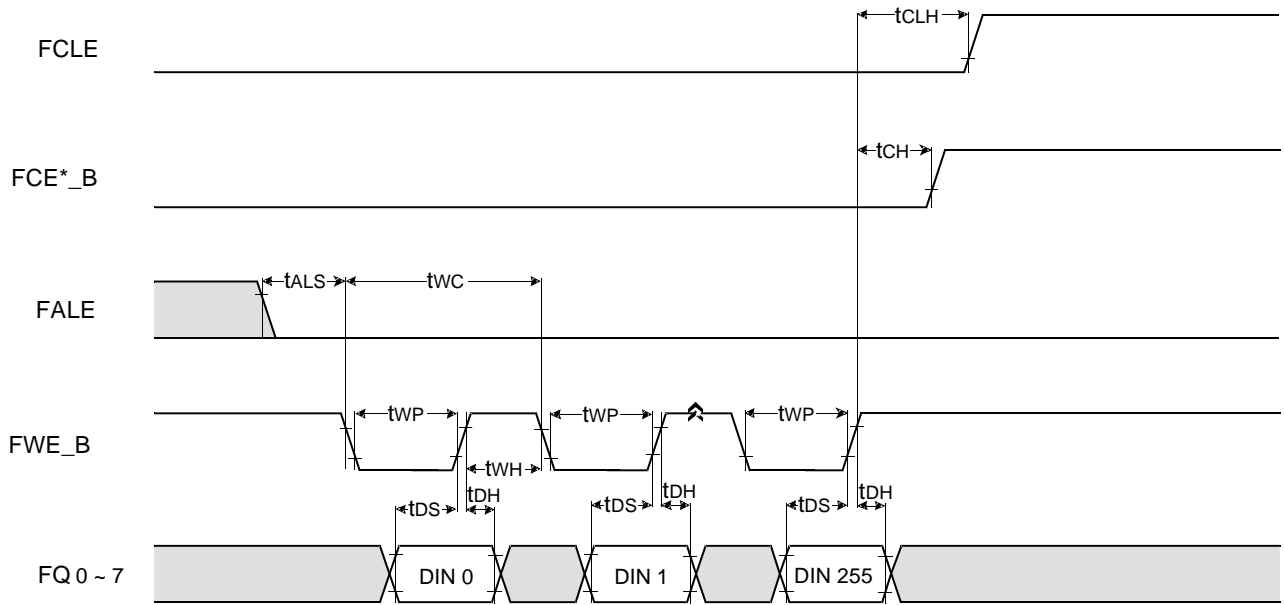 tCLH
FCLE
tCH
FCE*_B
tALS
tWC
FALE
tWP
tWP
tWP
FWE_B
tWH
tDS
tDH
tDS
tDH
tDS
tDH
FQ 0 ~ 7
DIN 0
DIN 1
DIN 255